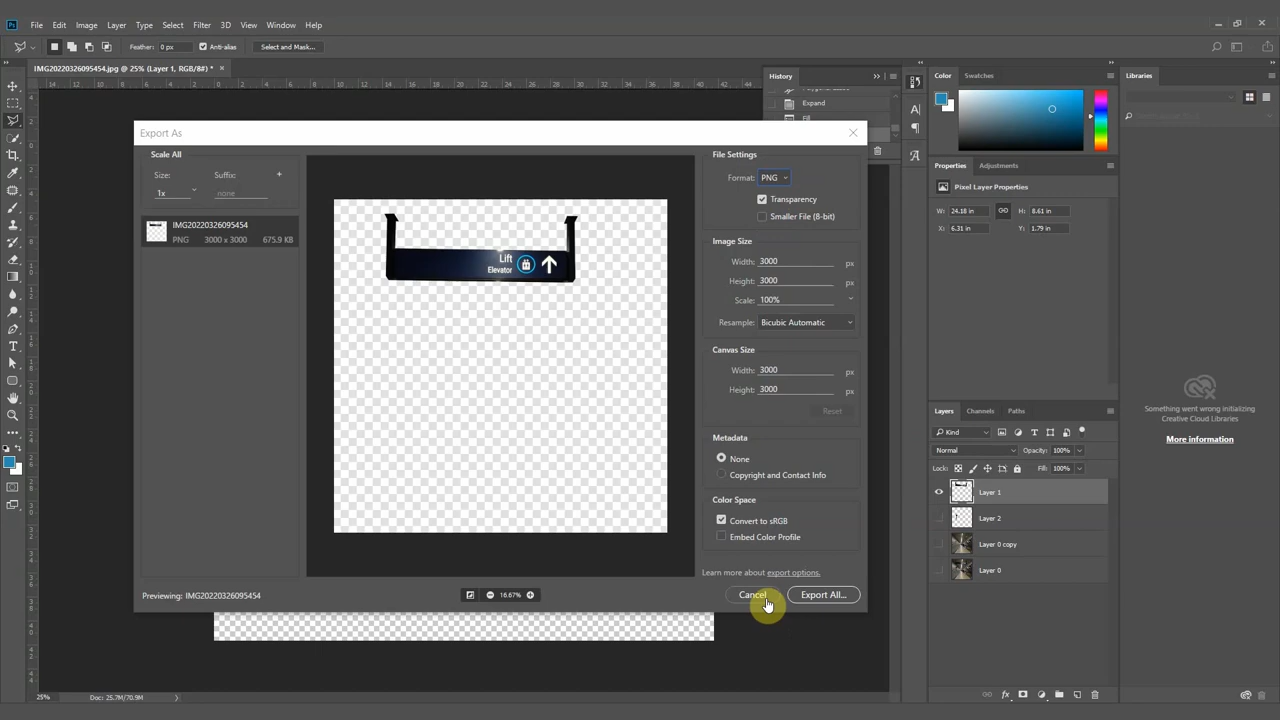 Ps File Edit Image Layer Type Select Filter 3D View Window Help
Feather: 0 px Anti-alias Select and Mask...
IMG20220326095454.jpg @ 25% (Layer 1, RGB/8#) * ×
History
Expand
Fill
Color Swatches
Libraries
Properties Adjustments
Pixel Layer Properties
W: 24.18 in H: 8.61 in
X: 6.31 in Y: 1.79 in
Export As
Scale All
Size: Suffix: +
1x none
IMG20220326095454
PNG 3000 x 3000 675.9 KB
Lift
Elevator
File Settings
Format: PNG
Transparency
Smaller File (8-bit)
Image Size
Width: 3000 px
Height: 3000 px
Scale: 100%
Resample: Bicubic Automatic
Canvas Size
Width: 3000 px
Height: 3000 px
Reset
Metadata
None
Copyright and Contact Info
Color Space
Convert to sRGB
Embed Color Profile
Learn more about export options.
Cancel Export All...
Previewing: IMG20220326095454
16.67%
Something went wrong initializing
Creative Cloud Libraries
More information
Layers Channels Paths
Kind
Normal Opacity: 100%
Lock: Fill: 100%
Layer 1
Layer 2
Layer 0 copy
Layer 0
25% Doc: 25.7M/70.9M